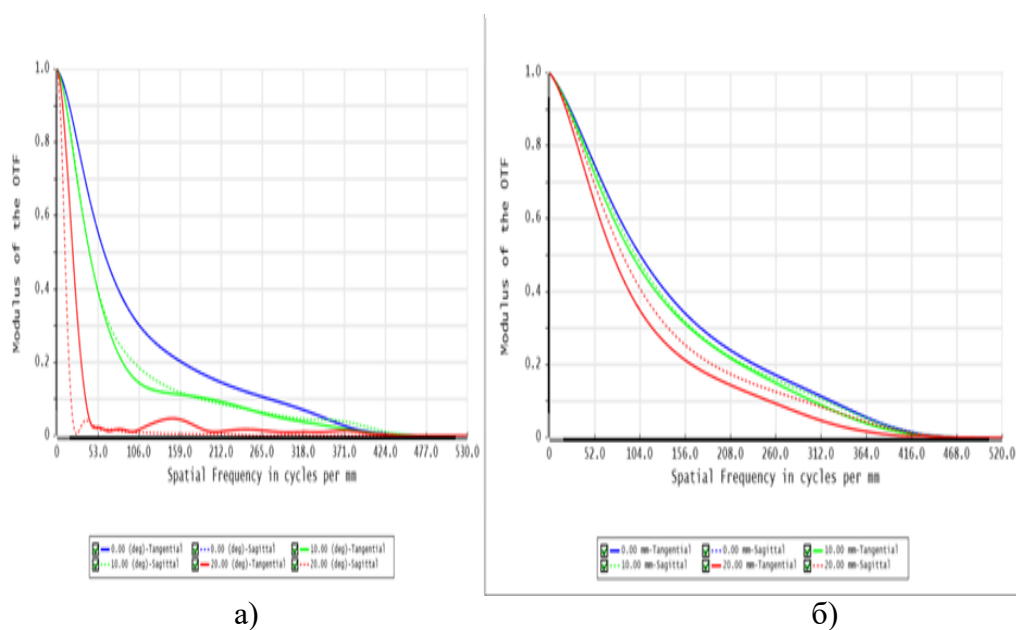 1.0
0.8
0.6
0.4
0.2
0
Modulus of the OTF
0 53.0 106.0 159.0 212.0 265.0 318.0 371.0 424.0 477.0 530.0
Spatial Frequency in cycles per mm
0.00 (deg)-Tangential 0.00 (deg)-Sagittal 10.00 (deg)-Tangential
10.00 (deg)-Sagittal 20.00 (deg)-Tangential 20.00 (deg)-Sagittal
а)
1.0
0.8
0.6
0.4
0.2
0
Modulus of the OTF
0 52.0 104.0 156.0 208.0 260.0 312.0 364.0 416.0 468.0 520.0
Spatial Frequency in cycles per mm
0.00 mm-Tangential 0.00 mm-Sagittal 10.00 mm-Tangential
10.00 mm-Sagittal 20.00 mm-Tangential 20.00 mm-Sagittal
б)